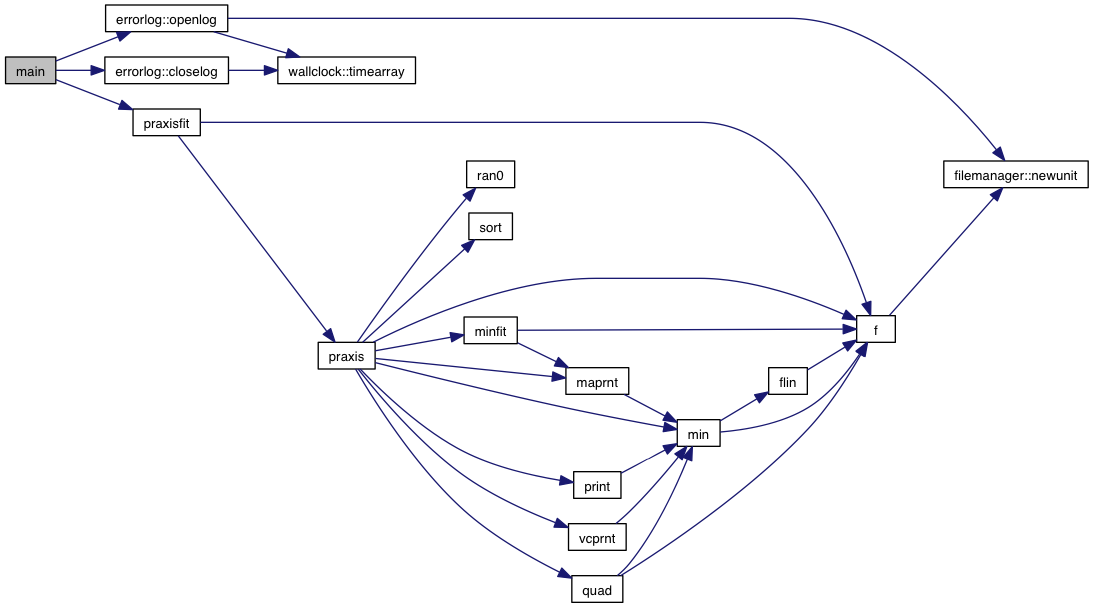 errorlog::openlog
main
errorlog::closelog
wallclock::timearray
praxisfit
ran0
filemanager::newunit
sort
minfit
f
praxis
maprnt
flin
min
print
vcprnt
quad